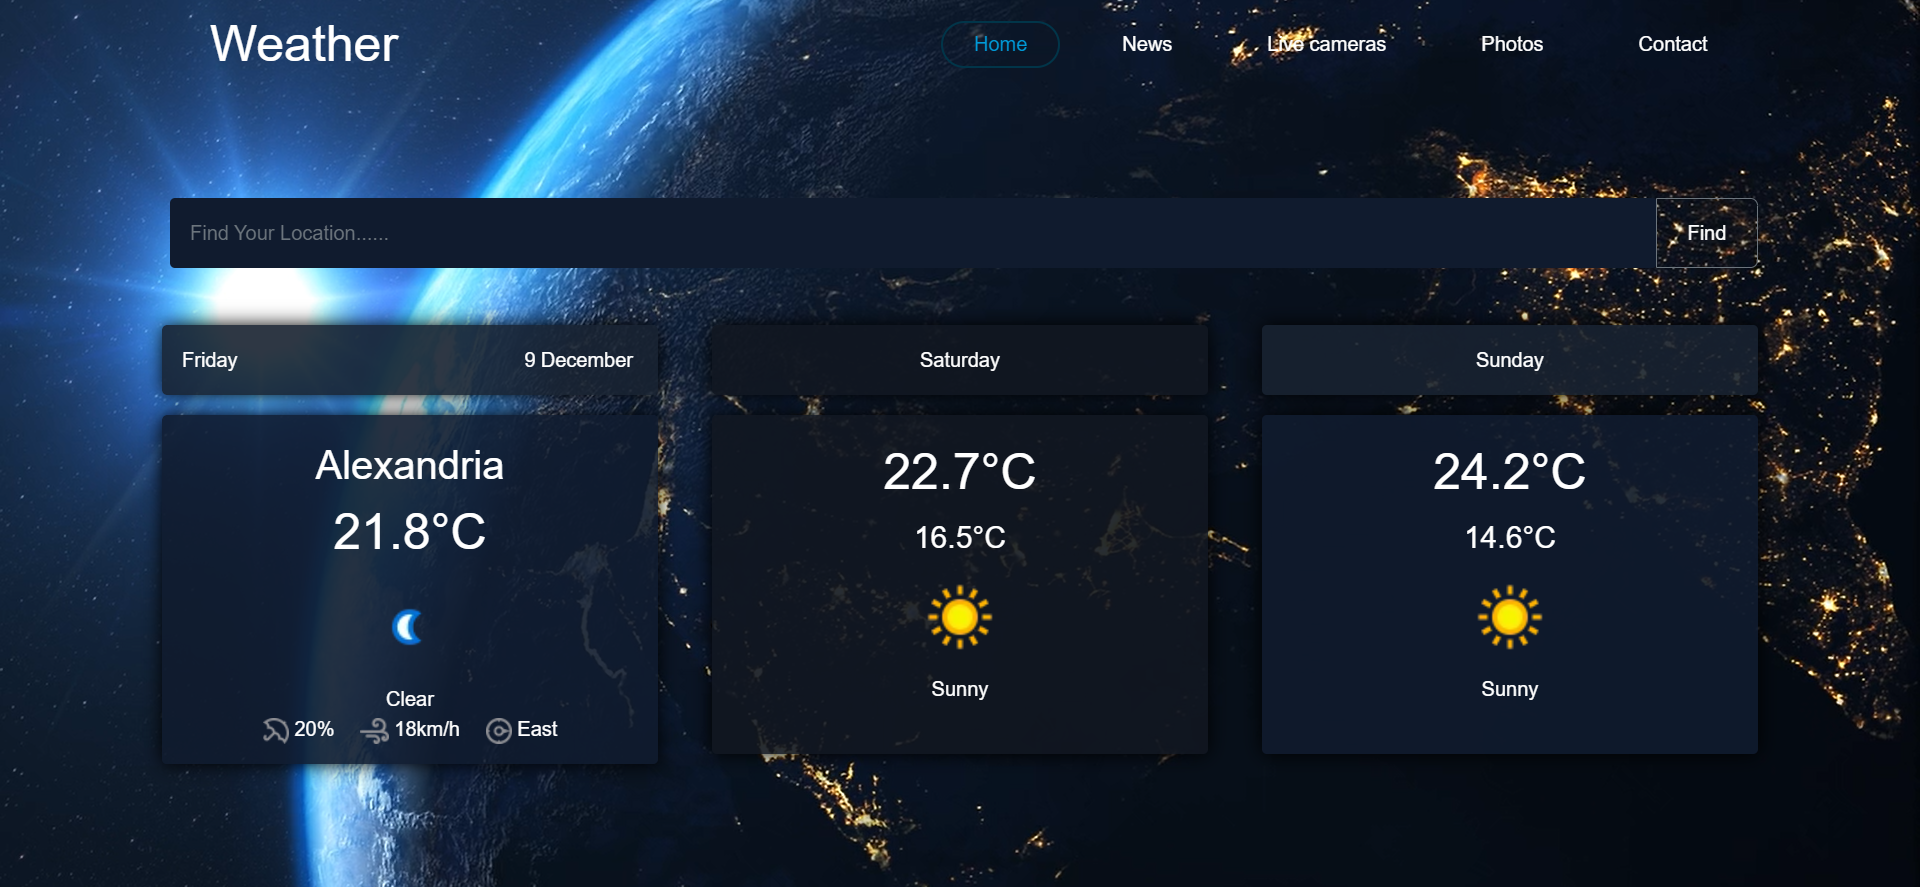 Weather
Home
News
Live cameras
Photos
Contact
Find Your Location......
Find
Friday
9 December
Alexandria
21.8°C
Clear
20%
18km/h
East
Saturday
22.7°C
16.5°C
Sunny
Sunday
24.2°C
14.6°C
Sunny